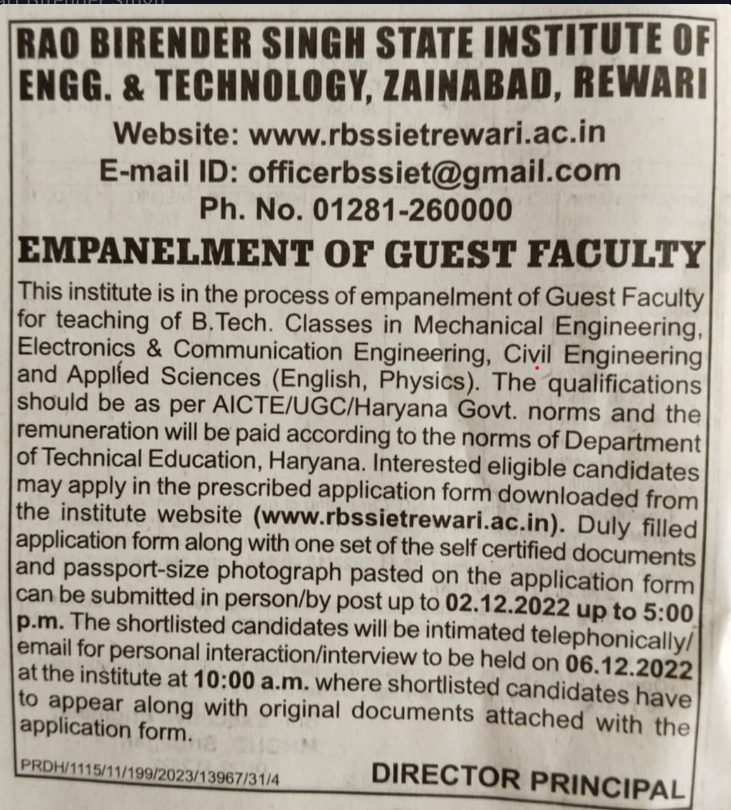 RAO BIRENDER SINGH STATE INSTITUTE OF
ENGG. & TECHNOLOGY, ZAINABAD, REWARI
Website: www.rbssietrewari.ac.in
E-mail ID: officerbssiet@gmail.com
Ph. No. 01281-260000
EMPANELMENT OF GUEST FACULTY
This institute is in the process of empanelment of Guest Faculty
for teaching of B.Tech. Classes in Mechanical Engineering,
Electronics & Communication Engineering, Civil Engineering
and Applied Sciences (English, Physics). The qualifications
should be as per AICTE/UGC/Haryana Govt. norms and the
remuneration will be paid according to the norms of Department
of Technical Education, Haryana. Interested eligible candidates
may apply in the prescribed application form downloaded from
the institute website (www.rbssietrewari.ac.in). Duly filled
application form along with one set of the self certified documents
and passport-size photograph pasted on the application form
can be submitted in person/by post up to 02.12.2022 up to 5:00
p.m. The shortlisted candidates will be intimated telephonically/
email for personal interaction/interview to be held on 06.12.2022
at the institute at 10:00 a.m. where shortlisted candidates have
to appear along with original documents attached with the
application form.
PRDH/1115/11/199/2023/13967/31/4
DIRECTOR PRINCIPAL